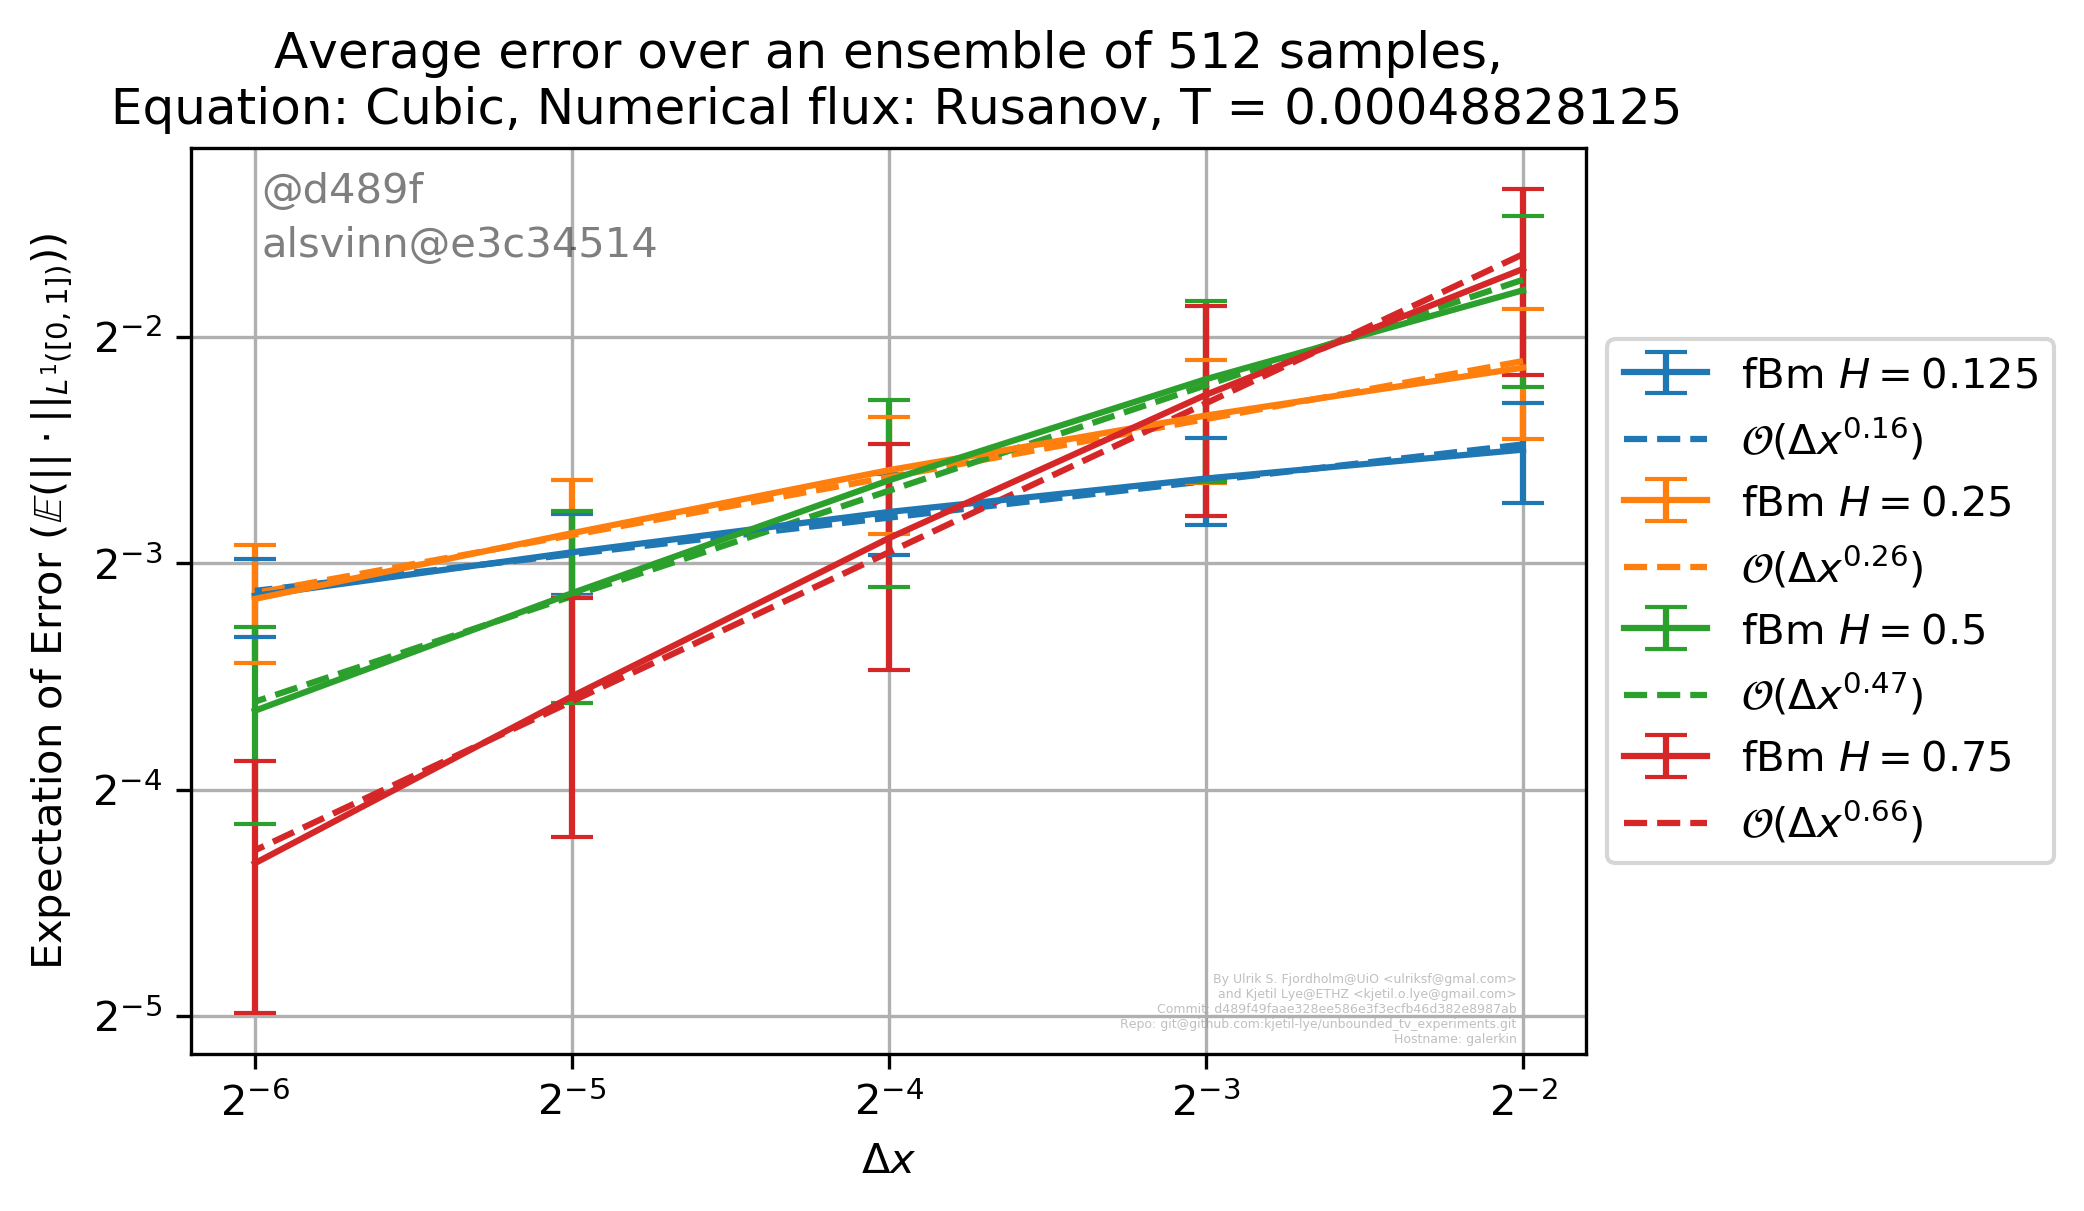 Average error over an ensemble of 512 samples,
Equation: Cubic, Numerical flux: Rusanov, T = 0.00048828125
@d489f
alsvinn@e3c34514
Expectation of Error (𝔼(||·||_{L^1([0,1])}))
2^{-2}
2^{-3}
2^{-4}
2^{-5}
2^{-6}
2^{-5}
2^{-4}
2^{-3}
2^{-2}
Δx
fBm H = 0.125
𝒪(Δx^{0.16})
fBm H = 0.25
𝒪(Δx^{0.26})
fBm H = 0.5
𝒪(Δx^{0.47})
fBm H = 0.75
𝒪(Δx^{0.66})
By Ulrik S. Fjordholm@UiO <ulriksf@gmal.com>
and Kjetil Lye@ETHZ <kjetil.o.lye@gmail.com>
Commit: d489f49faae328ee586e3f3ecfb46d382e8987ab
Repo: git@github.com:kjetil-lye/unbounded_tv_experiments.git
Hostname: galerkin